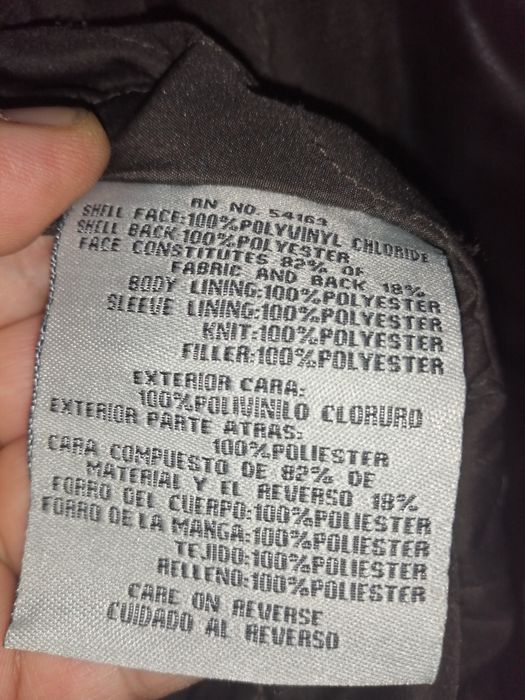 RN NO. 54163
SHELL FACE:100%POLYVINYL CHLORIDE
SHELL BACK:100%POLYESTER
FACE CONSTITUTES 82% OF
FABRIC AND BACK 18%
BODY LINING:100%POLYESTER
SLEEVE LINING:100%POLYESTER
KNIT:100%POLYESTER
FILLER:100%POLYESTER
EXTERIOR CARA:
100%POLIVINILO CLORURO
EXTERIOR PARTE ATRAS:
100%POLIESTER
CARA COMPUESTO DE 82% DE
MATERIAL Y EL REVERSO 18%
FORRO DEL CUERPO:100%POLIESTER
FORRO DE LA MANGA:100%POLIESTER
TEJIDO:100%POLIESTER
RELLENO:100%POLIESTER
CARE ON REVERSE
CUIDADO AL REVERSO